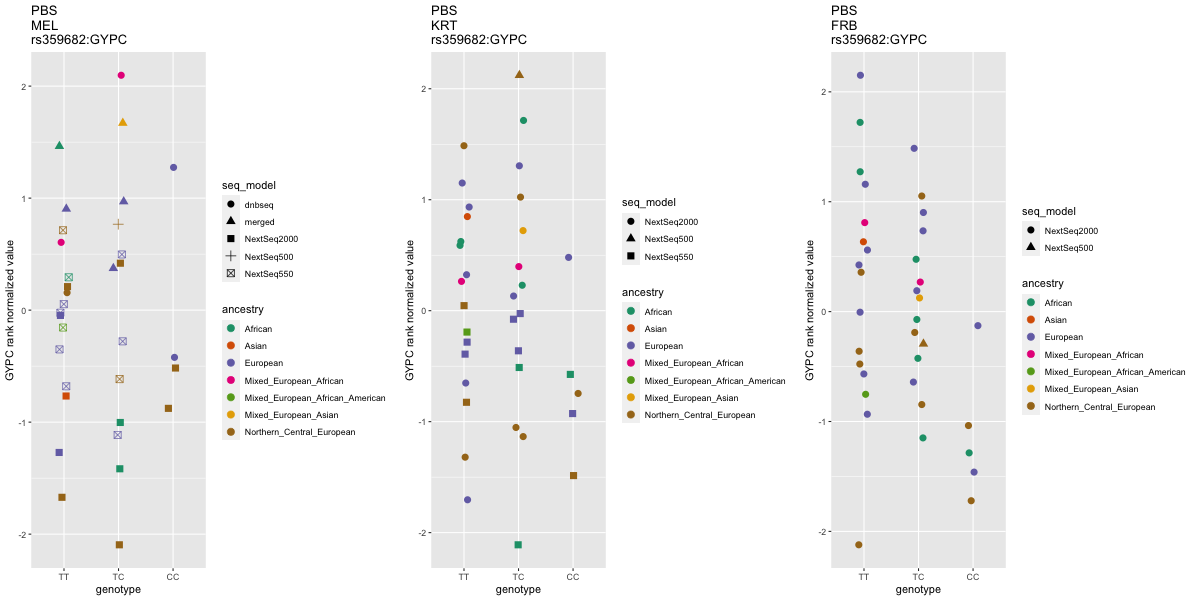 PBS
MEL
rs359682:GYPC
GYPC rank normalized value
2
1
0
-1
-2
TT
TC
CC
genotype
seq_model
dnbseq
merged
NextSeq2000
NextSeq500
NextSeq550
ancestry
African
Asian
European
Mixed_European_African
Mixed_European_African_American
Mixed_European_Asian
Northern_Central_European
PBS
KRT
rs359682:GYPC
GYPC rank normalized value
2
1
0
-1
-2
TT
TC
CC
genotype
seq_model
NextSeq2000
NextSeq500
NextSeq550
ancestry
African
Asian
European
Mixed_European_African
Mixed_European_African_American
Mixed_European_Asian
Northern_Central_European
PBS
FRB
rs359682:GYPC
GYPC rank normalized value
2
1
0
-1
-2
TT
TC
CC
genotype
seq_model
NextSeq2000
NextSeq500
ancestry
African
Asian
European
Mixed_European_African
Mixed_European_African_American
Mixed_European_Asian
Northern_Central_European